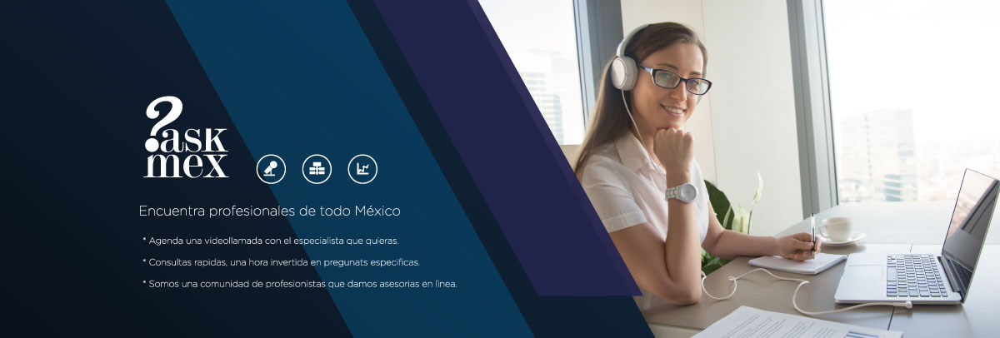 ?ask
mex
Encuentra profesionales de todo México
* Agenda una videollamada con el especialista que quieras.
* Consultas rapidas, una hora invertida en pregunats especificas.
* Somos una comunidad de profesionistas que damos asesorias en línea.